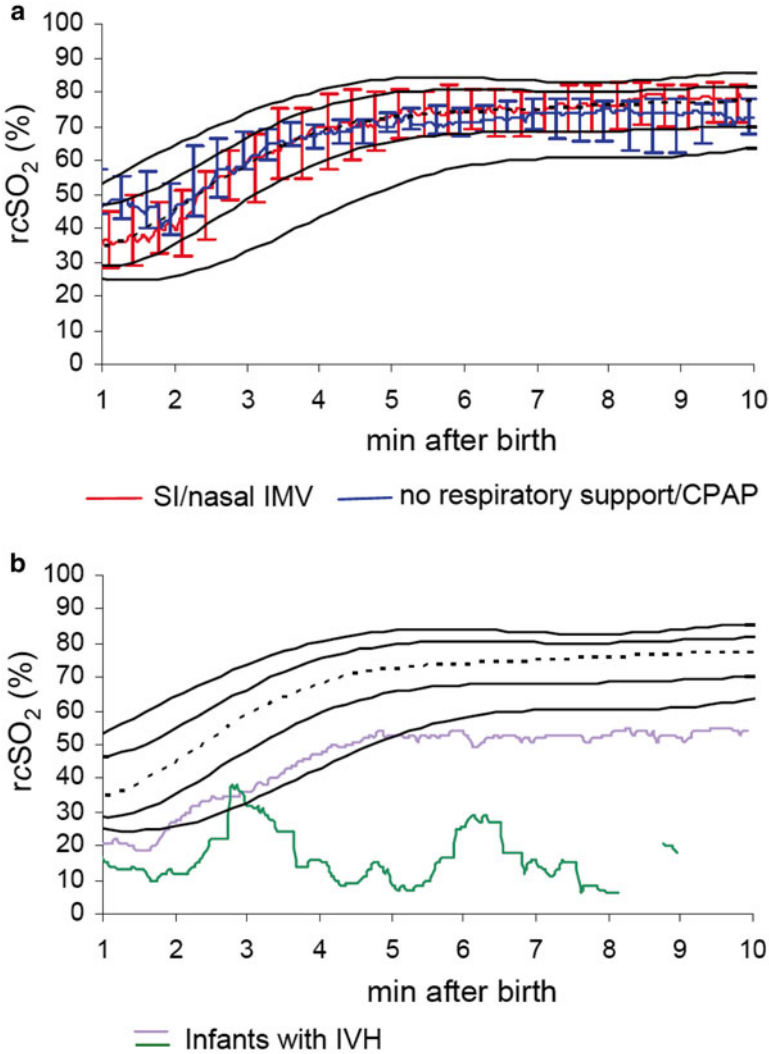 a
100
90
80
70
60
50
40
30
20
10
0
rcSO2 (%)
1 2 3 4 5 6 7 8 9 10
min after birth
SI/nasal IMV no respiratory support/CPAP
b
100
90
80
70
60
50
40
30
20
10
0
rcSO2 (%)
1 2 3 4 5 6 7 8 9 10
min after birth
Infants with IVH